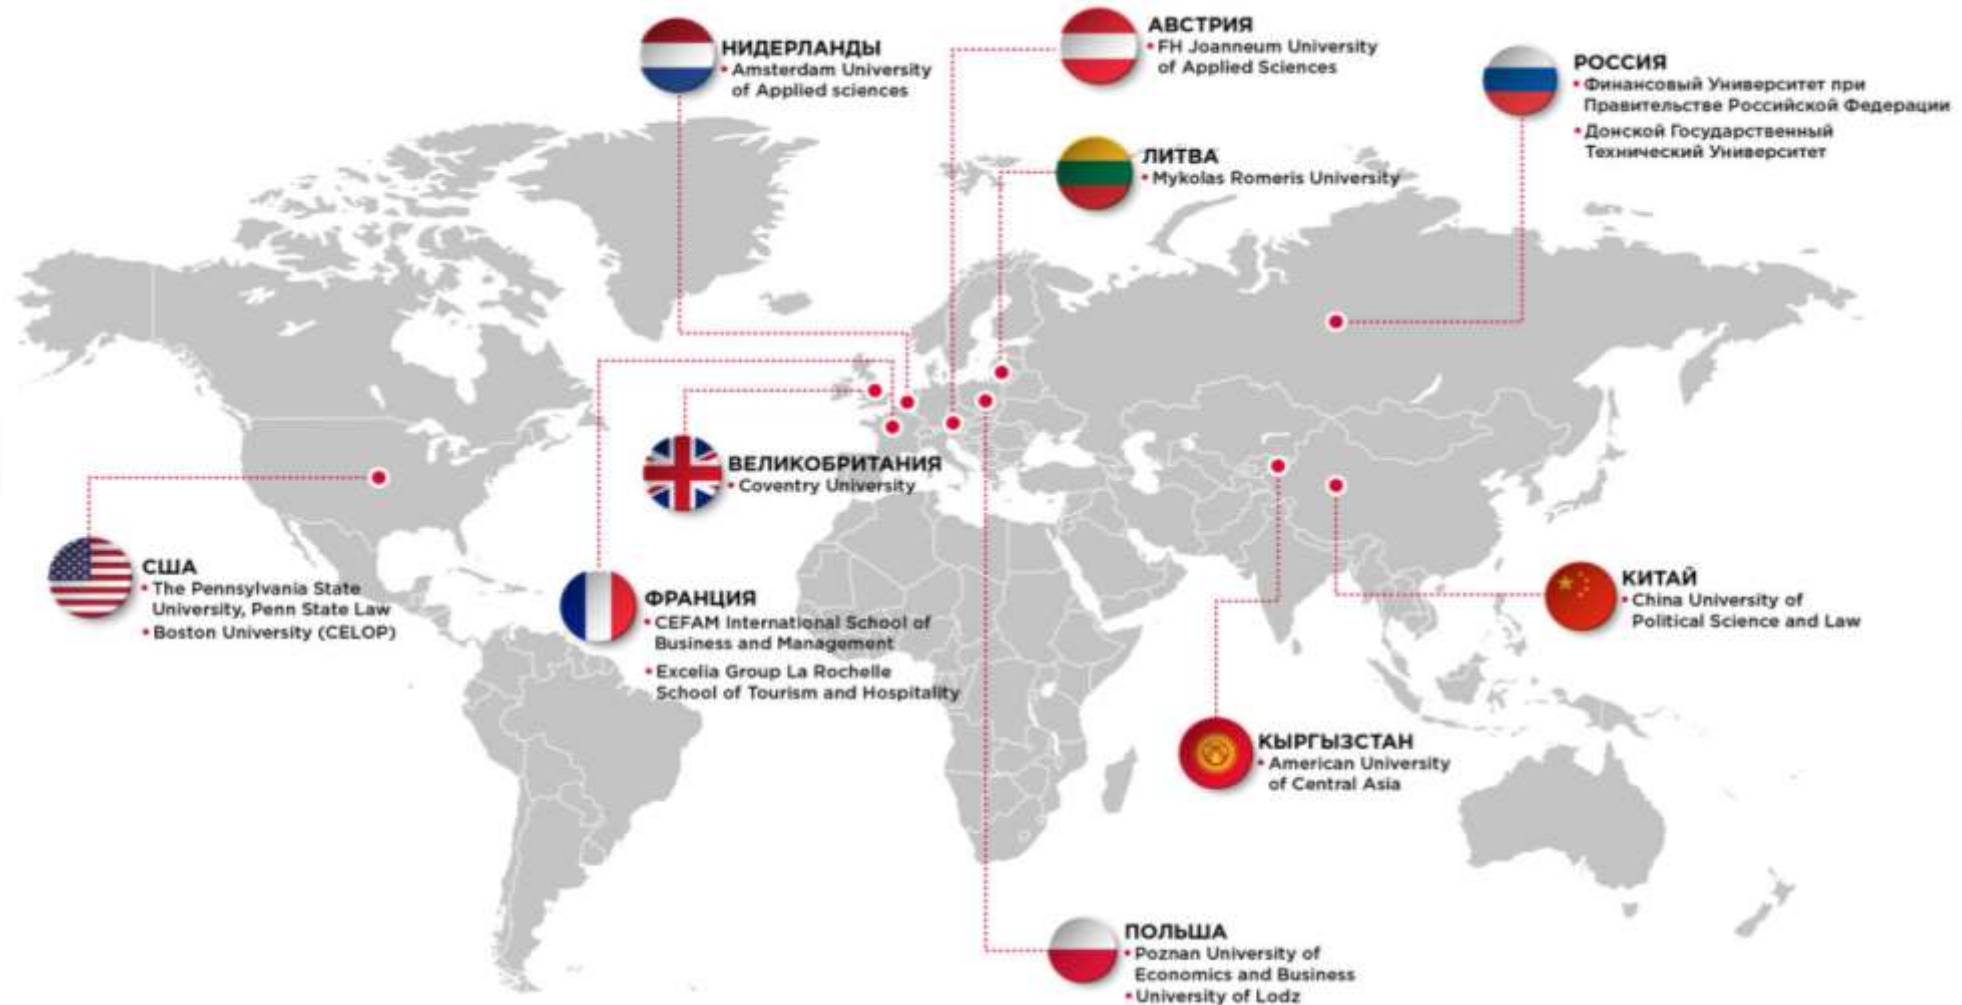 НИДЕРЛАНДЫ
• Amsterdam University
of Applied sciences
АВСТРИЯ
• FH Joanneum University
of Applied Sciences
РОССИЯ
• Финансовый Университет при
Правительстве Российской Федерации
• Донской Государственный
Технический Университет
ЛИТВА
• Mykolas Romeris University
ВЕЛИКОБРИТАНИЯ
• Coventry University
США
• The Pennsylvania State
University, Penn State Law
• Boston University (CELOP)
ФРАНЦИЯ
• CEFAM International School of
Business and Management
• Excelia Group La Rochelle
School of Tourism and Hospitality
КИТАЙ
• China University of
Political Science and Law
КЫРГЫЗСТАН
• American University
of Central Asia
ПОЛЬША
• Poznan University of
Economics and Business
• University of Lodz